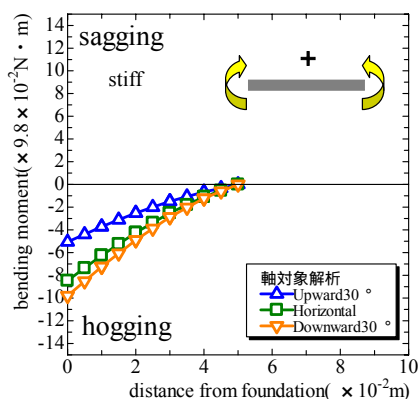 bending moment(×9.8×10⁻²N・m)
14
12
10
8
6
4
2
0
-2
-4
-6
-8
-10
-12
-14
sagging
stiff
+
hogging
軸対象解析
Upward30 °
Horizontal
Downward30 °
0 2 4 6 8 10
distance from foundation( ×10⁻²m)